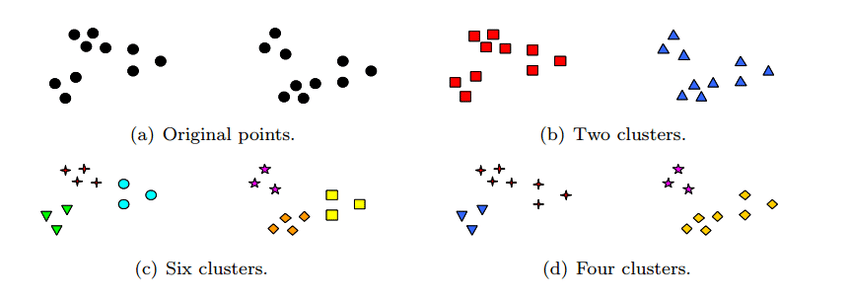 (a) Original points.
(b) Two clusters.
(c) Six clusters.
(d) Four clusters.